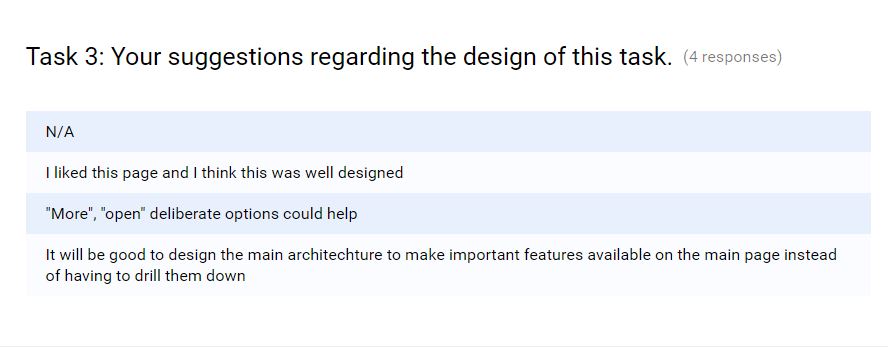 Task 3: Your suggestions regarding the design of this task. (4 responses)
N/A
I liked this page and I think this was well designed
"More", "open" deliberate options could help
It will be good to design the main architechture to make important features available on the main page instead
of having to drill them down